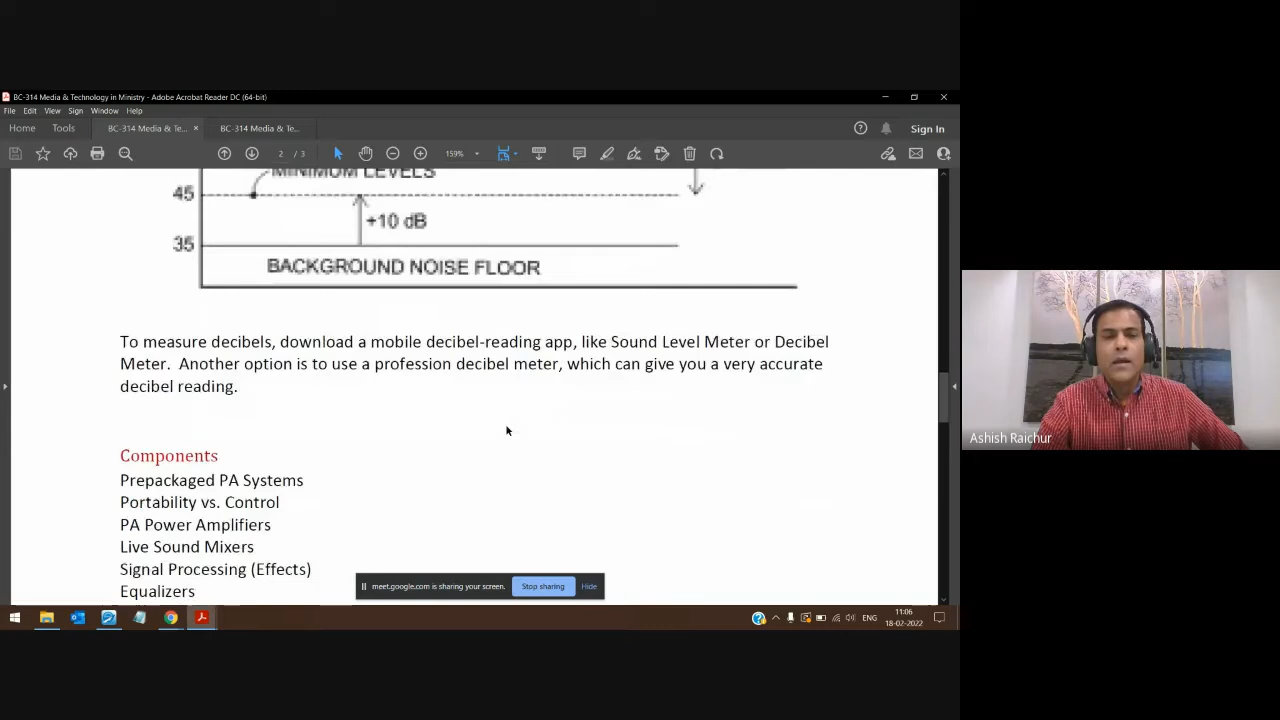 BC-314 Media & Technology in Ministry - Adobe Acrobat Reader DC (64-bit)
File Edit View Sign Window Help
Home Tools BC-314 Media & Te... × BC-314 Media & Te... Sign In
2 / 3 159%
MINIMUM LEVELS
45
+10 dB
35
BACKGROUND NOISE FLOOR
To measure decibels, download a mobile decibel-reading app, like Sound Level Meter or Decibel
Meter. Another option is to use a profession decibel meter, which can give you a very accurate
decibel reading.
Components
Prepackaged PA Systems
Portability vs. Control
PA Power Amplifiers
Live Sound Mixers
Signal Processing (Effects)
Equalizers
meet.google.com is sharing your screen. Stop sharing Hide
Ashish Raichur
ENG
11:06
18-02-2022